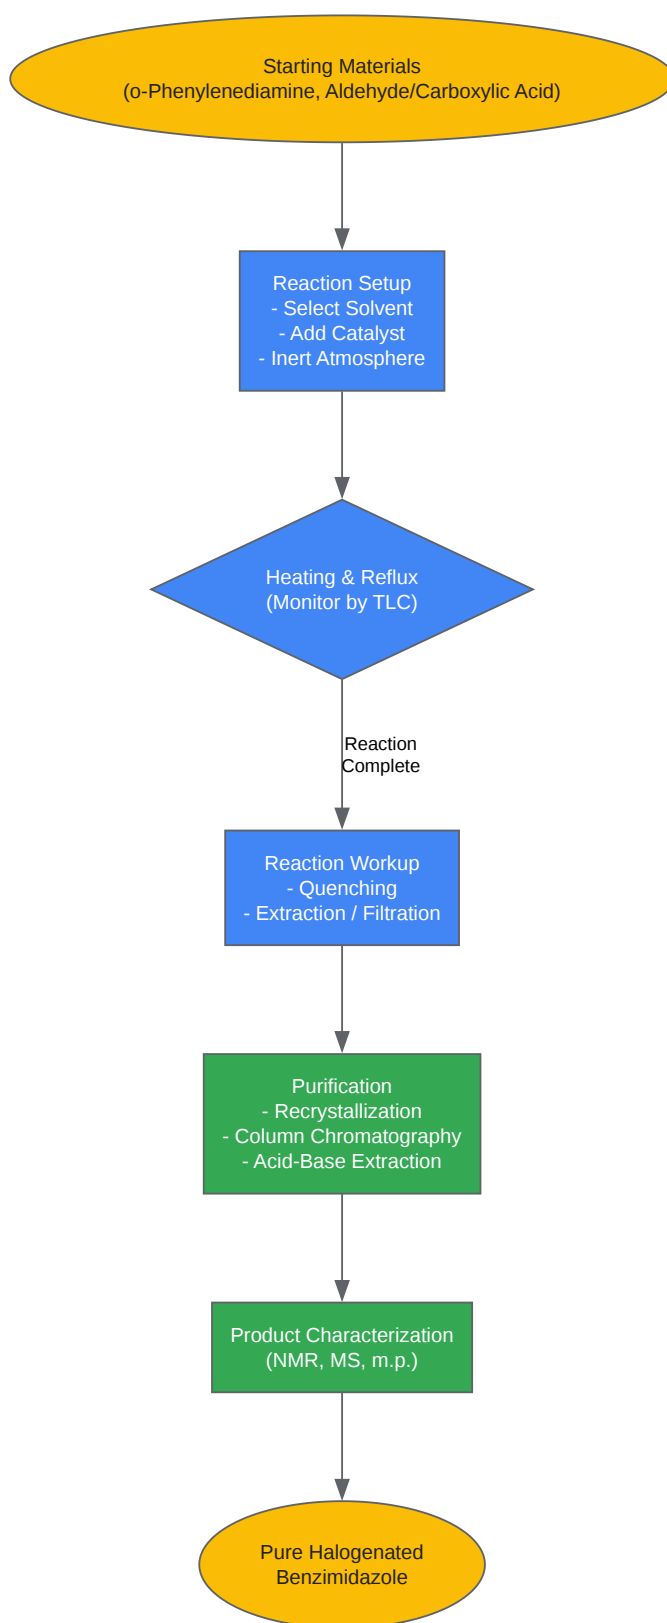 Starting Materials
(o-Phenylenediamine, Aldehyde/Carboxylic Acid)
Reaction Setup
- Select Solvent
- Add Catalyst
- Inert Atmosphere
Heating & Reflux
(Monitor by TLC)
Reaction
Complete
Reaction Workup
- Quenching
- Extraction / Filtration
Purification
- Recrystallization
- Column Chromatography
- Acid-Base Extraction
Product Characterization
(NMR, MS, m.p.)
Pure Halogenated
Benzimidazole